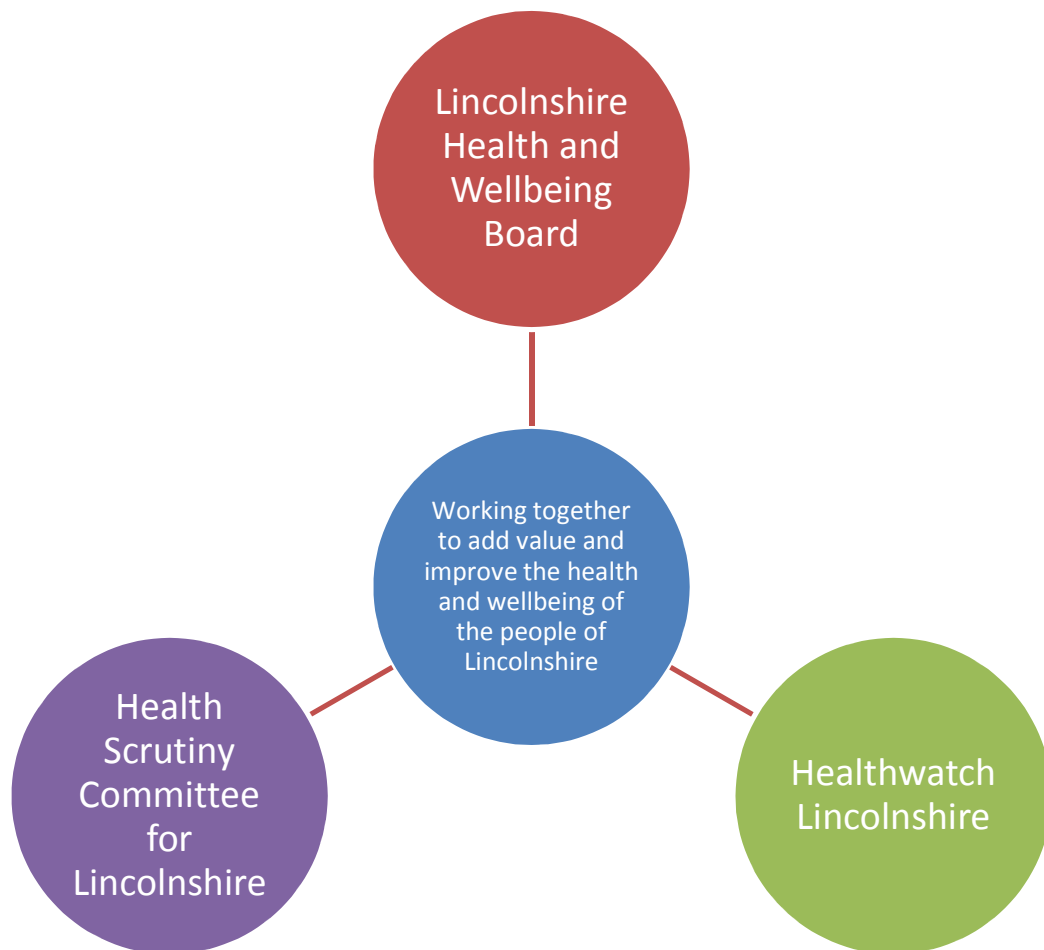 Lincolnshire
Health and
Wellbeing
Board
Working together
to add value and
improve the health
and wellbeing of
the people of
Lincolnshire
Health
Scrutiny
Committee
for
Lincolnshire
Healthwatch
Lincolnshire